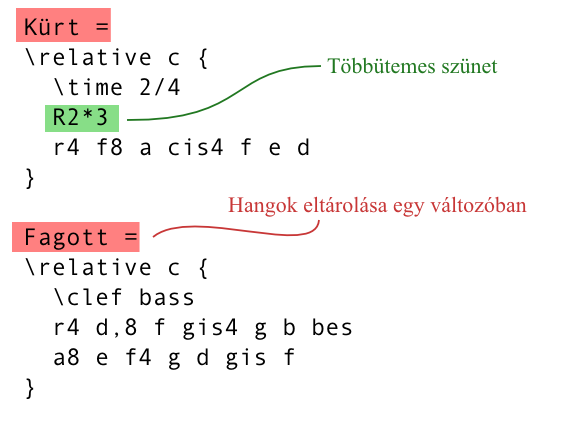 Kürt =
\relative c {
\time 2/4
Többütemes szünet
R2*3
r4 f8 a cis4 f e d
}
Hangok eltárolása egy változóban
Fagott =
\relative c {
\clef bass
r4 d,8 f gis4 g b bes
a8 e f4 g d gis f
}